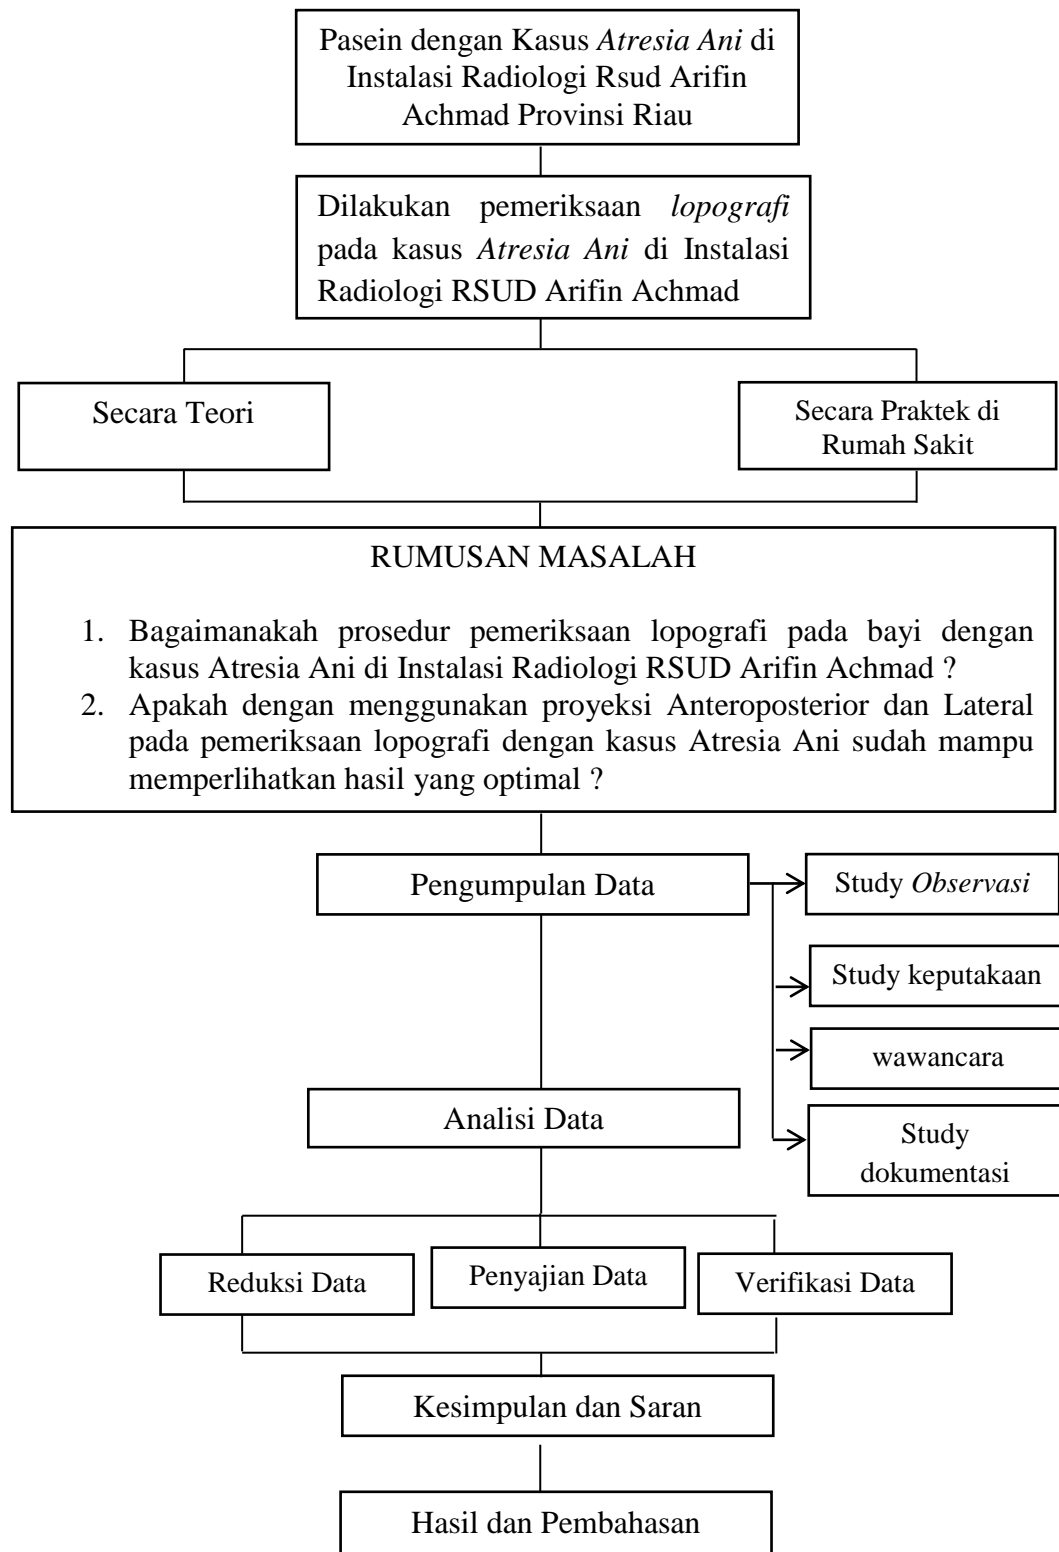 Pasein dengan Kasus Atresia Ani di
Instalasi Radiologi Rsud Arifin
Achmad Provinsi Riau
Dilakukan pemeriksaan lopografi
pada kasus Atresia Ani di Instalasi
Radiologi RSUD Arifin Achmad
Secara Teori
Secara Praktek di
Rumah Sakit
RUMUSAN MASALAH
1. Bagaimanakah prosedur pemeriksaan lopografi pada bayi dengan
kasus Atresia Ani di Instalasi Radiologi RSUD Arifin Achmad ?
2. Apakah dengan menggunakan proyeksi Anteroposterior dan Lateral
pada pemeriksaan lopografi dengan kasus Atresia Ani sudah mampu
memperlihatkan hasil yang optimal ?
Pengumpulan Data
Study Observasi
Study keputakaan
wawancara
Study
dokumentasi
Analisi Data
Reduksi Data
Penyajian Data
Verifikasi Data
Kesimpulan dan Saran
Hasil dan Pembahasan